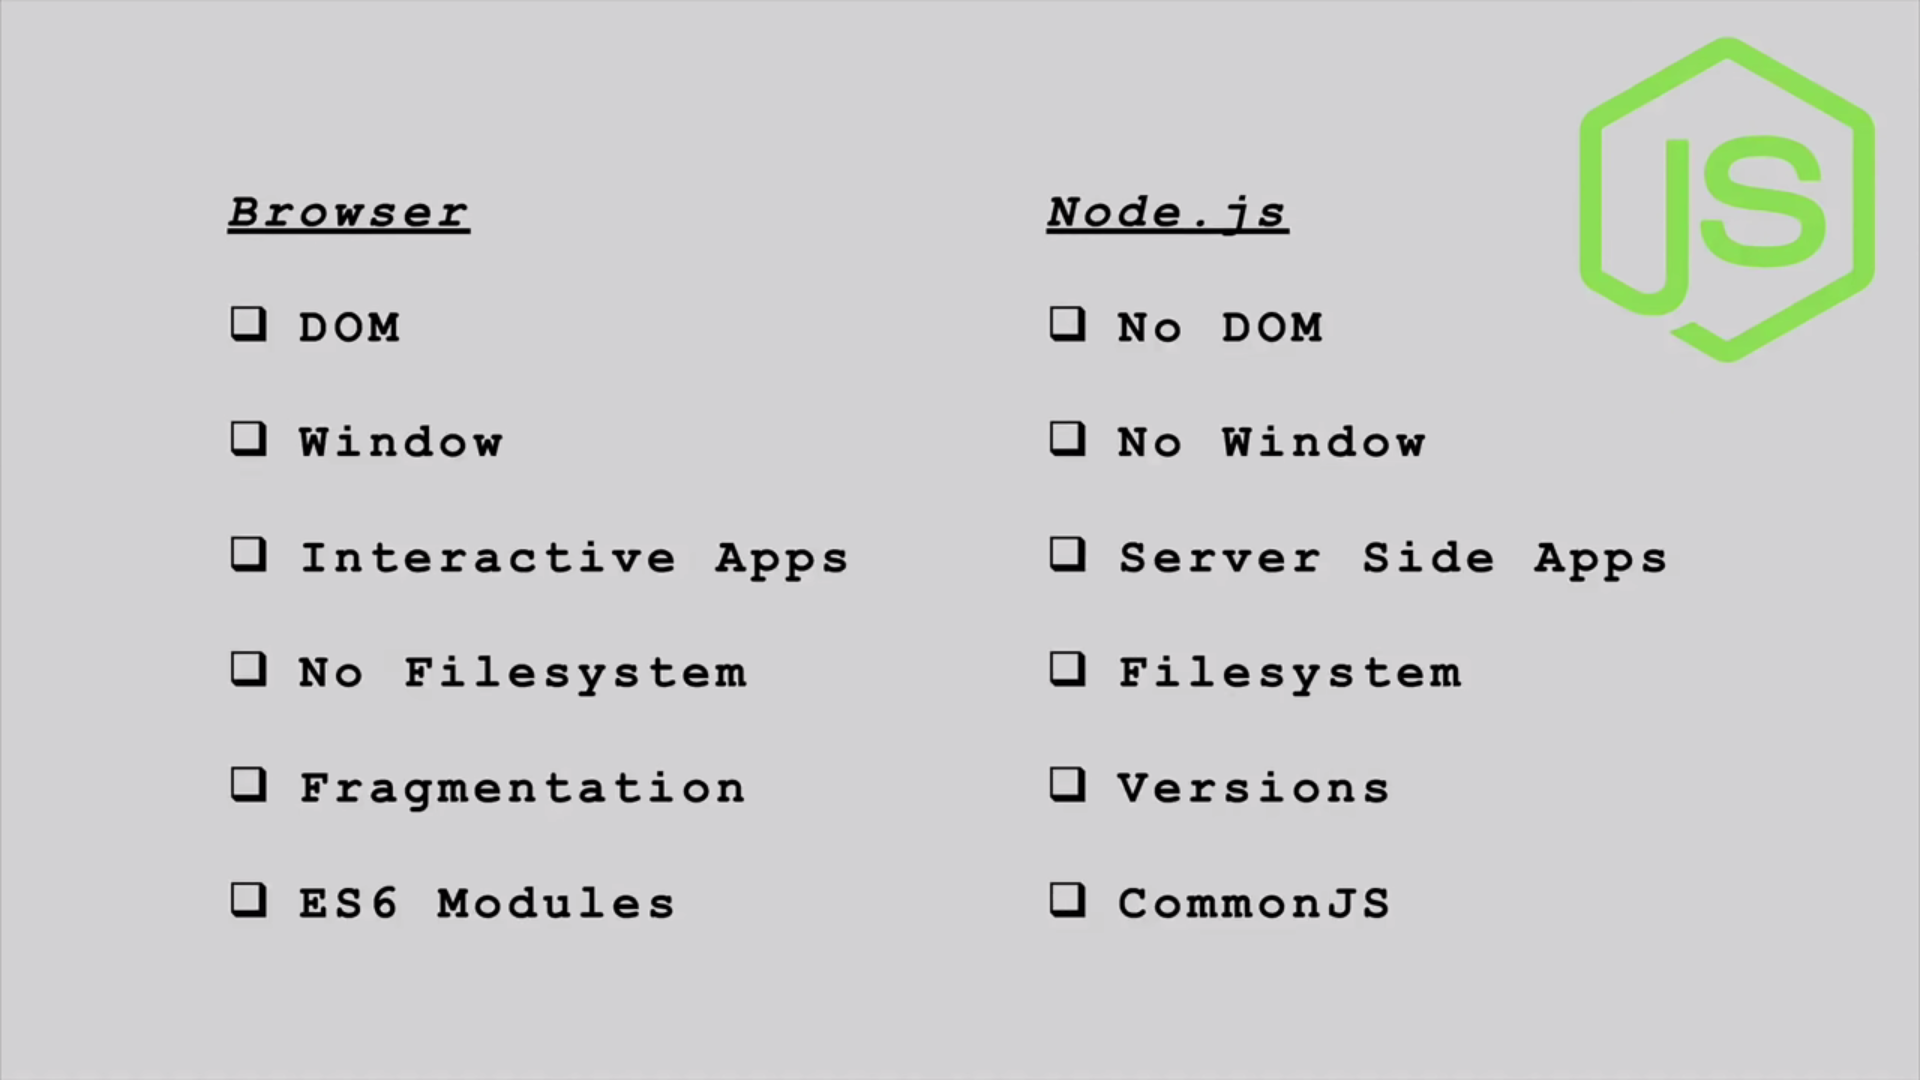 Browser
❑ DOM
❑ Window
❑ Interactive Apps
❑ No Filesystem
❑ Fragmentation
❑ ES6 Modules
Node.js
❑ No DOM
❑ No Window
❑ Server Side Apps
❑ Filesystem
❑ Versions
❑ CommonJS
JS